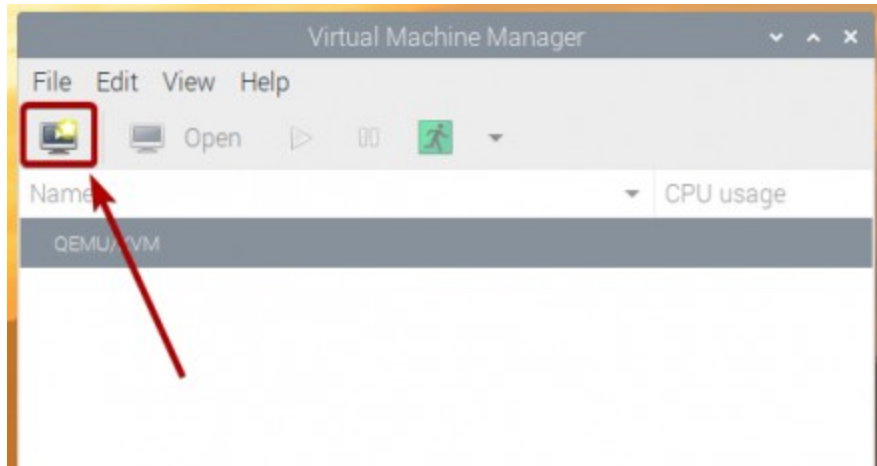 Virtual Machine Manager
File Edit View Help
Open
Name CPU usage
QEMU/KVM